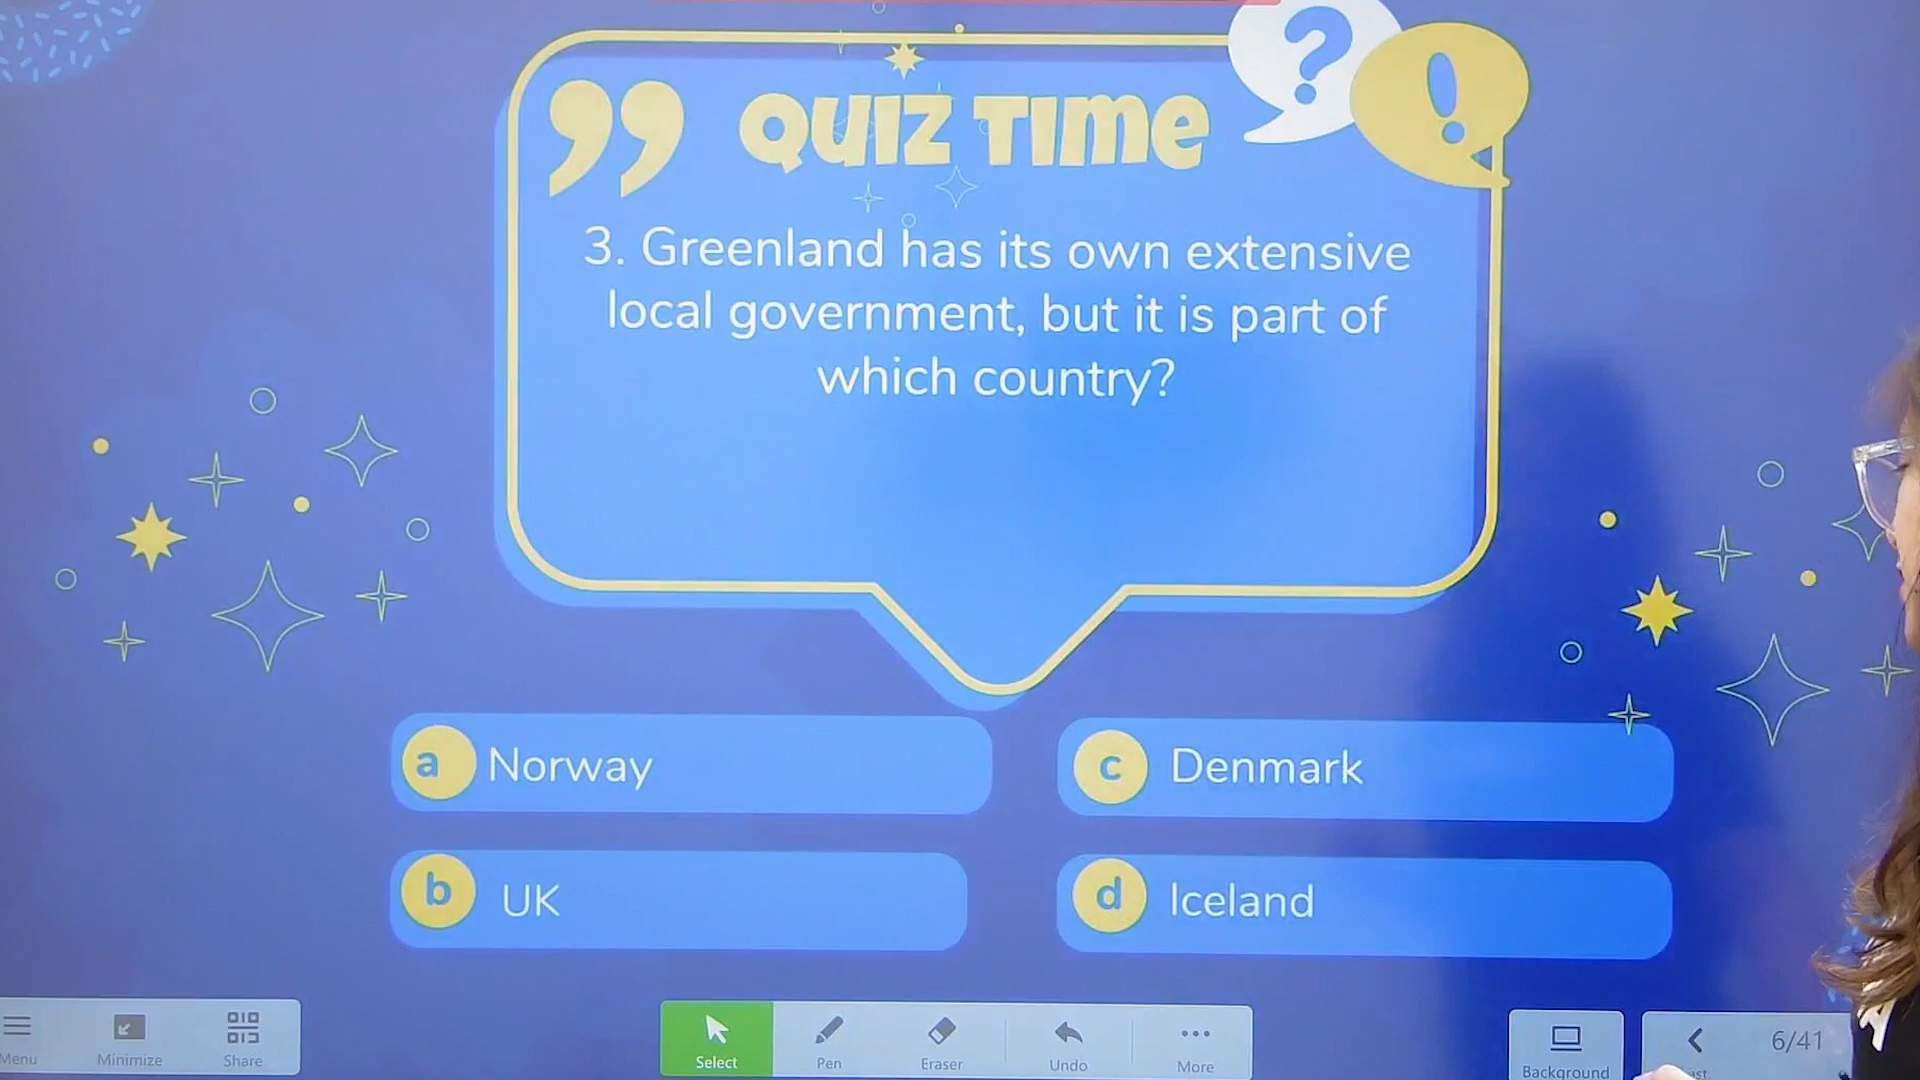 QUIZ TIME
3. Greenland has its own extensive
local government, but it is part of
which country?
a Norway
c Denmark
b UK
d Iceland
Menu
Minimize
Share
Select
Pen
Eraser
Undo
More
Background
6/41